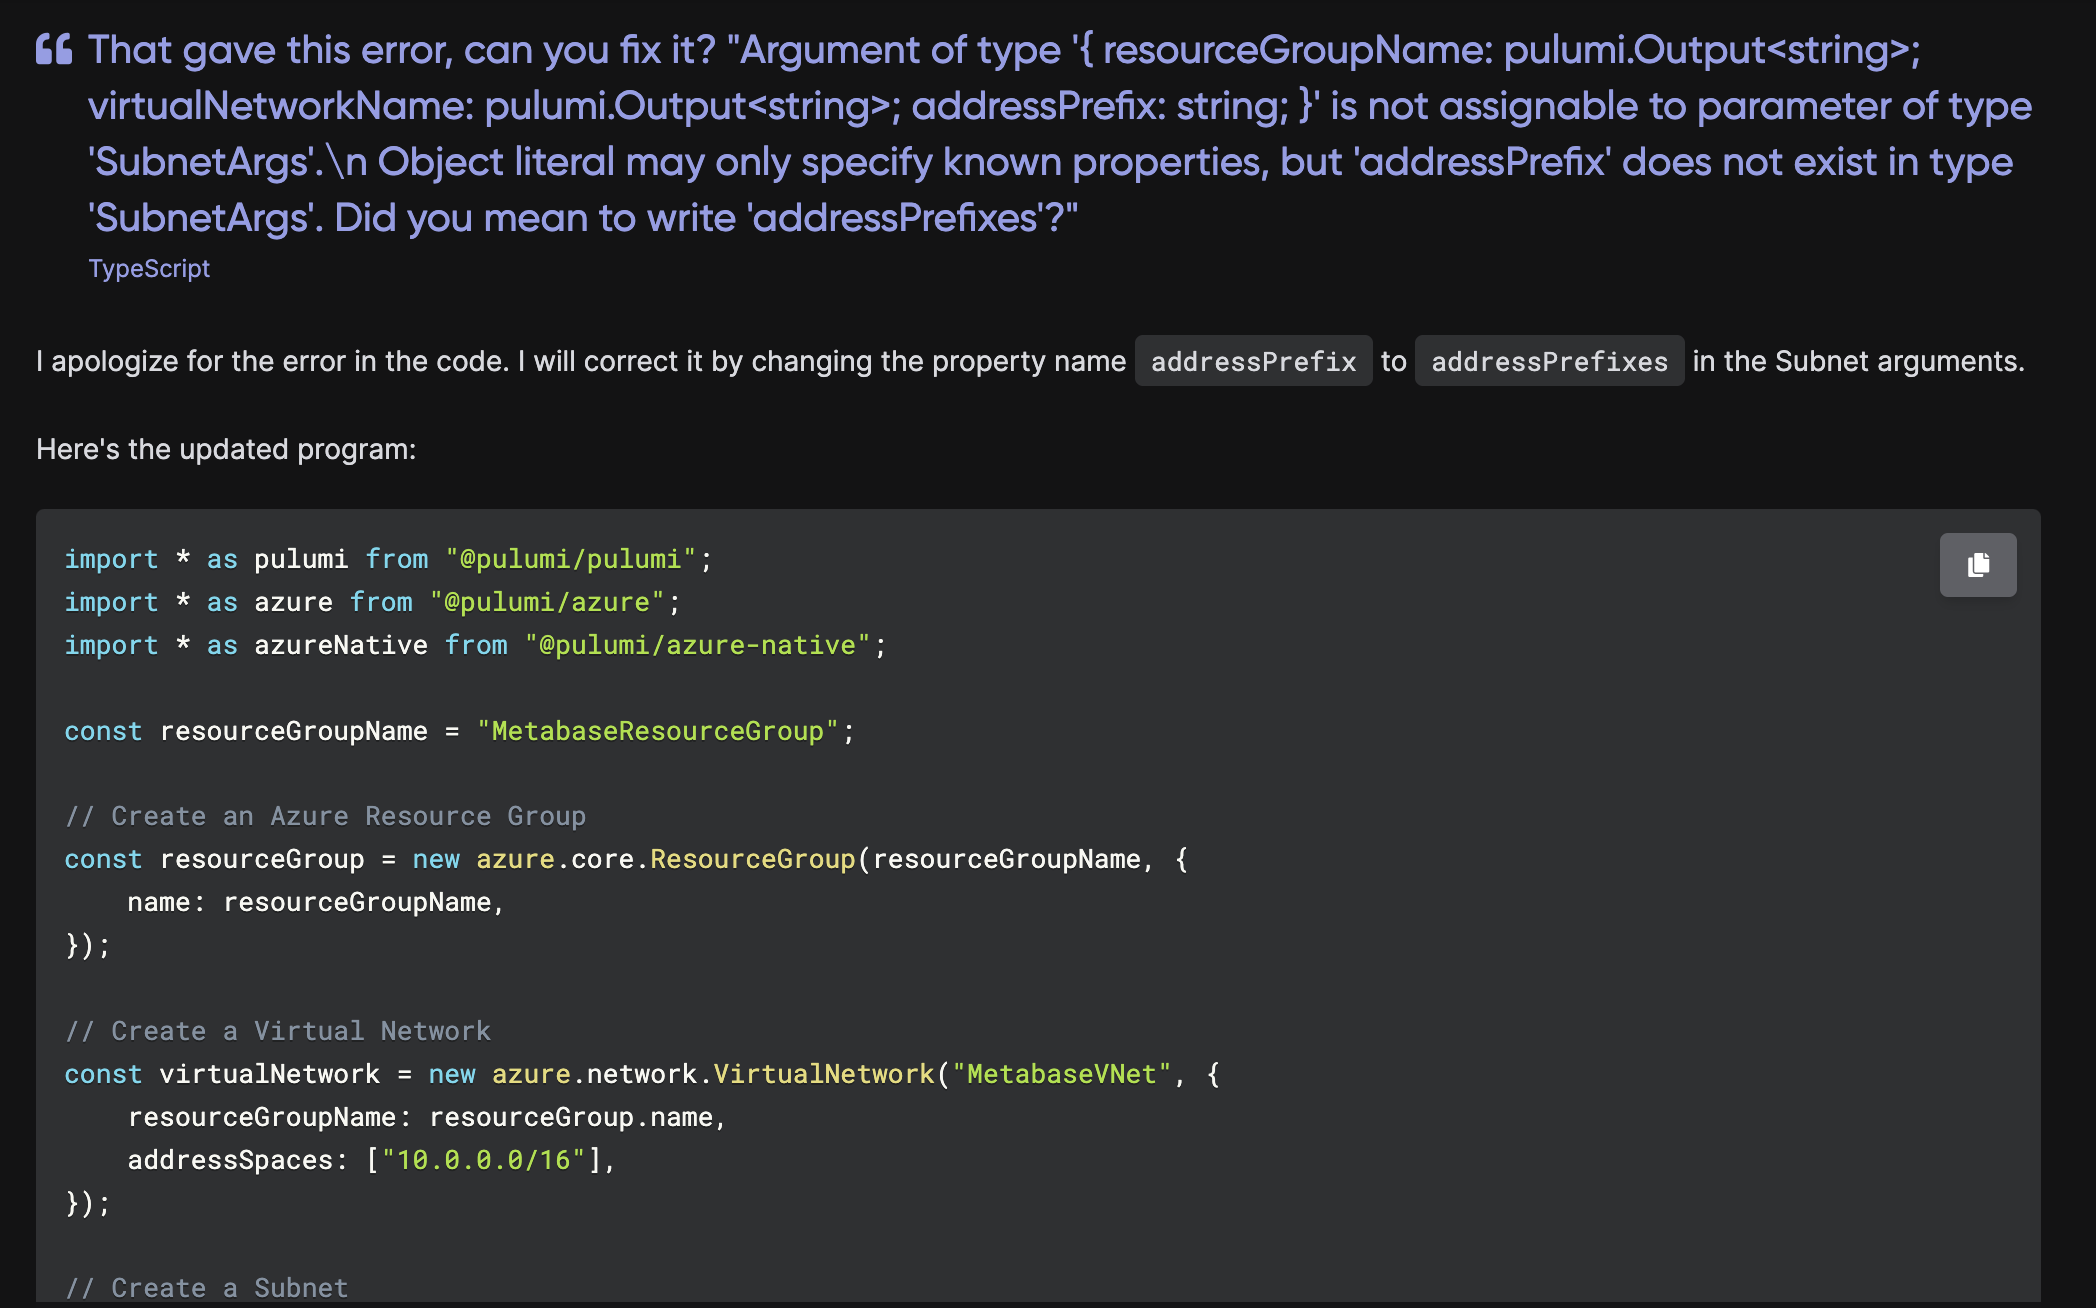 That gave this error, can you fix it? "Argument of type '{ resourceGroupName: pulumi.Output<string>;
virtualNetworkName: pulumi.Output<string>; addressPrefix: string; }' is not assignable to parameter of type
'SubnetArgs'.\n Object literal may only specify known properties, but 'addressPrefix' does not exist in type
'SubnetArgs'. Did you mean to write 'addressPrefixes'?"
TypeScript
I apologize for the error in the code. I will correct it by changing the property name addressPrefix to addressPrefixes in the Subnet arguments.
Here's the updated program:
import * as pulumi from "@pulumi/pulumi";
import * as azure from "@pulumi/azure";
import * as azureNative from "@pulumi/azure-native";
const resourceGroupName = "MetabaseResourceGroup";
// Create an Azure Resource Group
const resourceGroup = new azure.core.ResourceGroup(resourceGroupName, {
    name: resourceGroupName,
});
// Create a Virtual Network
const virtualNetwork = new azure.network.VirtualNetwork("MetabaseVNet", {
    resourceGroupName: resourceGroup.name,
    addressSpaces: ["10.0.0.0/16"],
});
// Create a Subnet